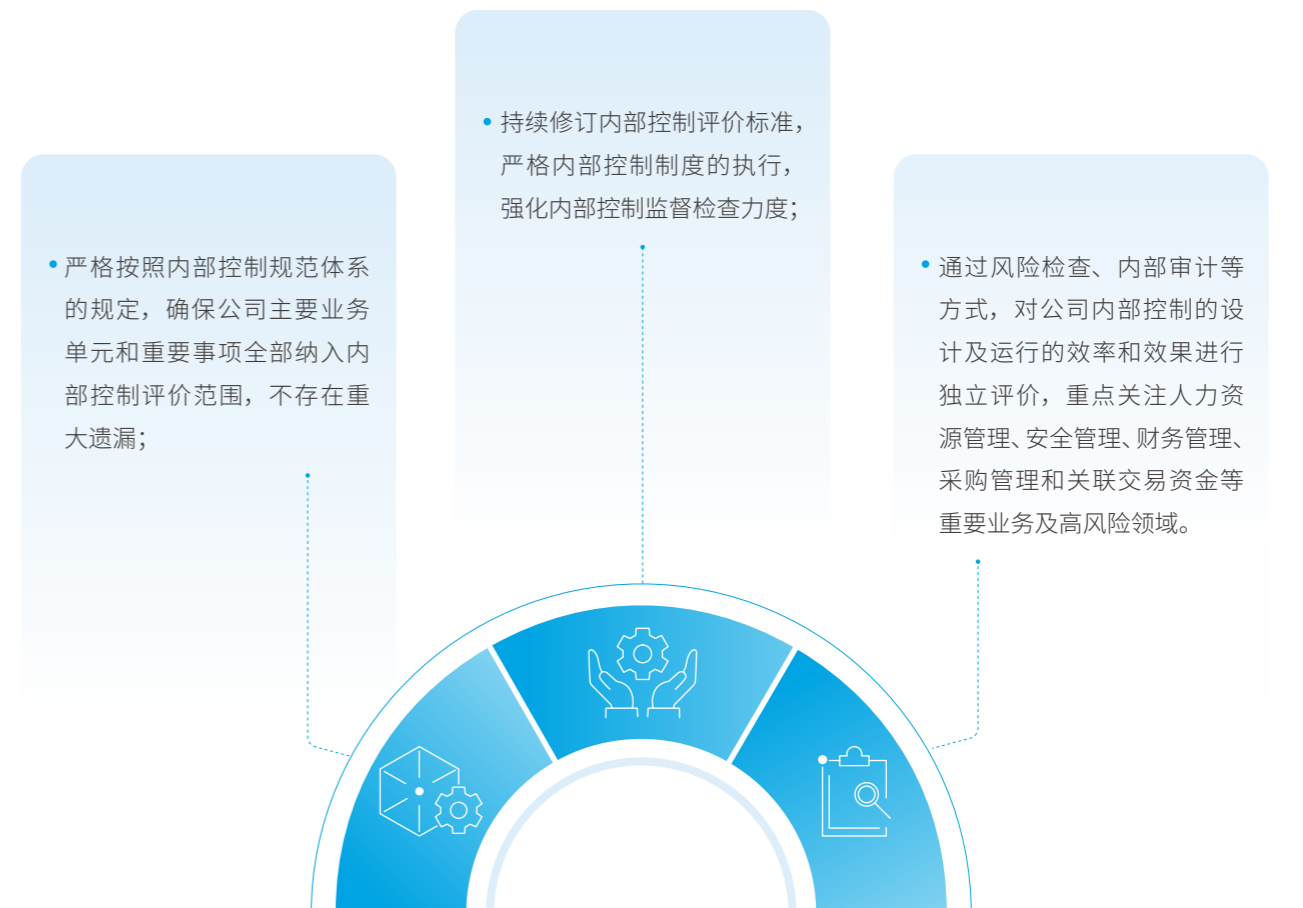 严格按照内部控制规范体系
的规定，确保公司主要业务
单元和重要事项全部纳入内
部控制评价范围，不存在重
大遗漏；
持续修订内部控制评价标准，
严格内部控制制度的执行，
强化内部控制监督检查力度；
通过风险检查、内部审计等
方式，对公司内部控制的设
计及运行的效率和效果进行
独立评价，重点关注人力资
源管理、安全管理、财务管理、
采购管理和关联交易资金等
重要业务及高风险领域。